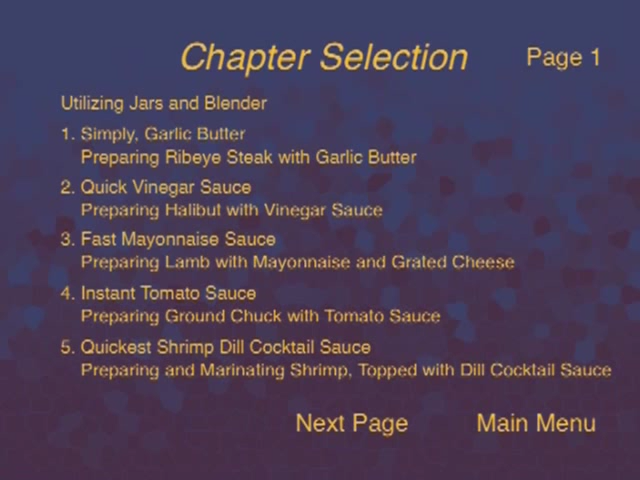 Chapter Selection
Page 1
Utilizing Jars and Blender
1. Simply, Garlic Butter
Preparing Ribeye Steak with Garlic Butter
2. Quick Vinegar Sauce
Preparing Halibut with Vinegar Sauce
3. Fast Mayonnaise Sauce
Preparing Lamb with Mayonnaise and Grated Cheese
4. Instant Tomato Sauce
Preparing Ground Chuck with Tomato Sauce
5. Quickest Shrimp Dill Cocktail Sauce
Preparing and Marinating Shrimp, Topped with Dill Cocktail Sauce
Next Page
Main Menu